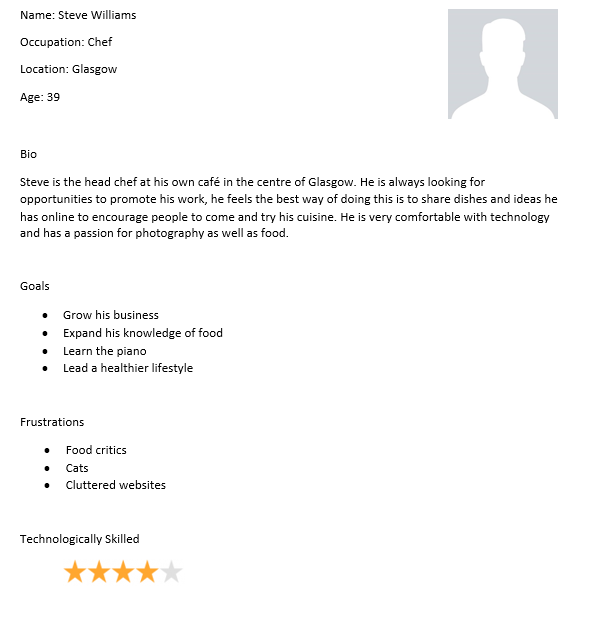 Name: Steve Williams
Occupation: Chef
Location: Glasgow
Age: 39
Bio
Steve is the head chef at his own café in the centre of Glasgow. He is always looking for
opportunities to promote his work, he feels the best way of doing this is to share dishes and ideas he
has online to encourage people to come and try his cuisine. He is very comfortable with technology
and has a passion for photography as well as food.
Goals
• Grow his business
• Expand his knowledge of food
• Learn the piano
• Lead a healthier lifestyle
Frustrations
• Food critics
• Cats
• Cluttered websites
Technologically Skilled